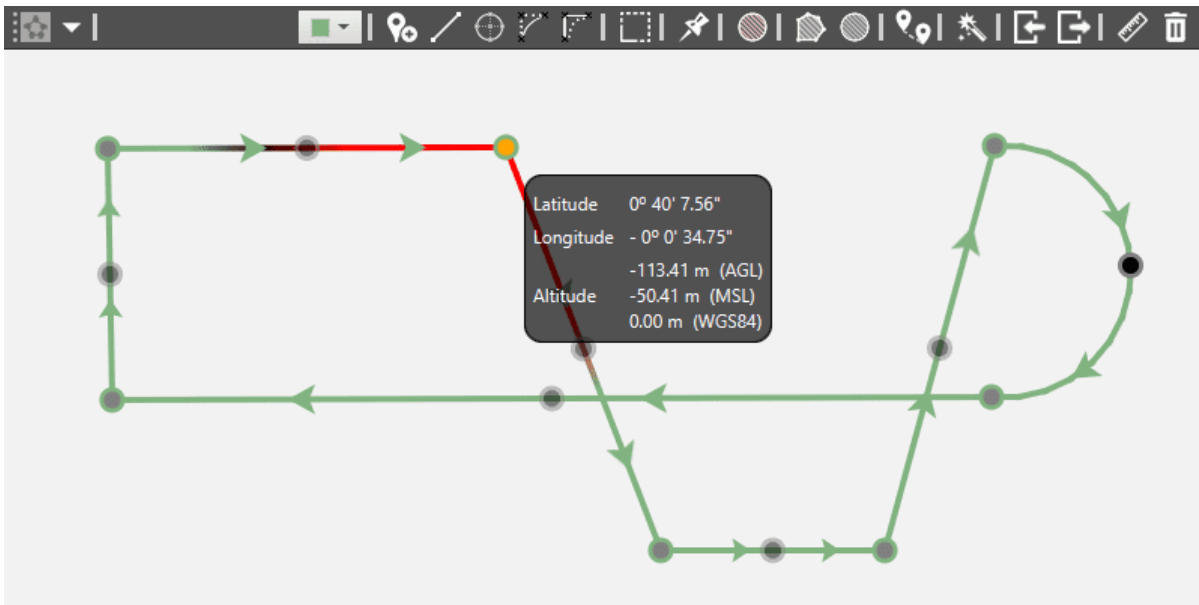 Latitude 0º 40' 7.56"
Longitude - 0º 0' 34.75"
-113.41 m (AGL)
Altitude -50.41 m (MSL)
0.00 m (WGS84)